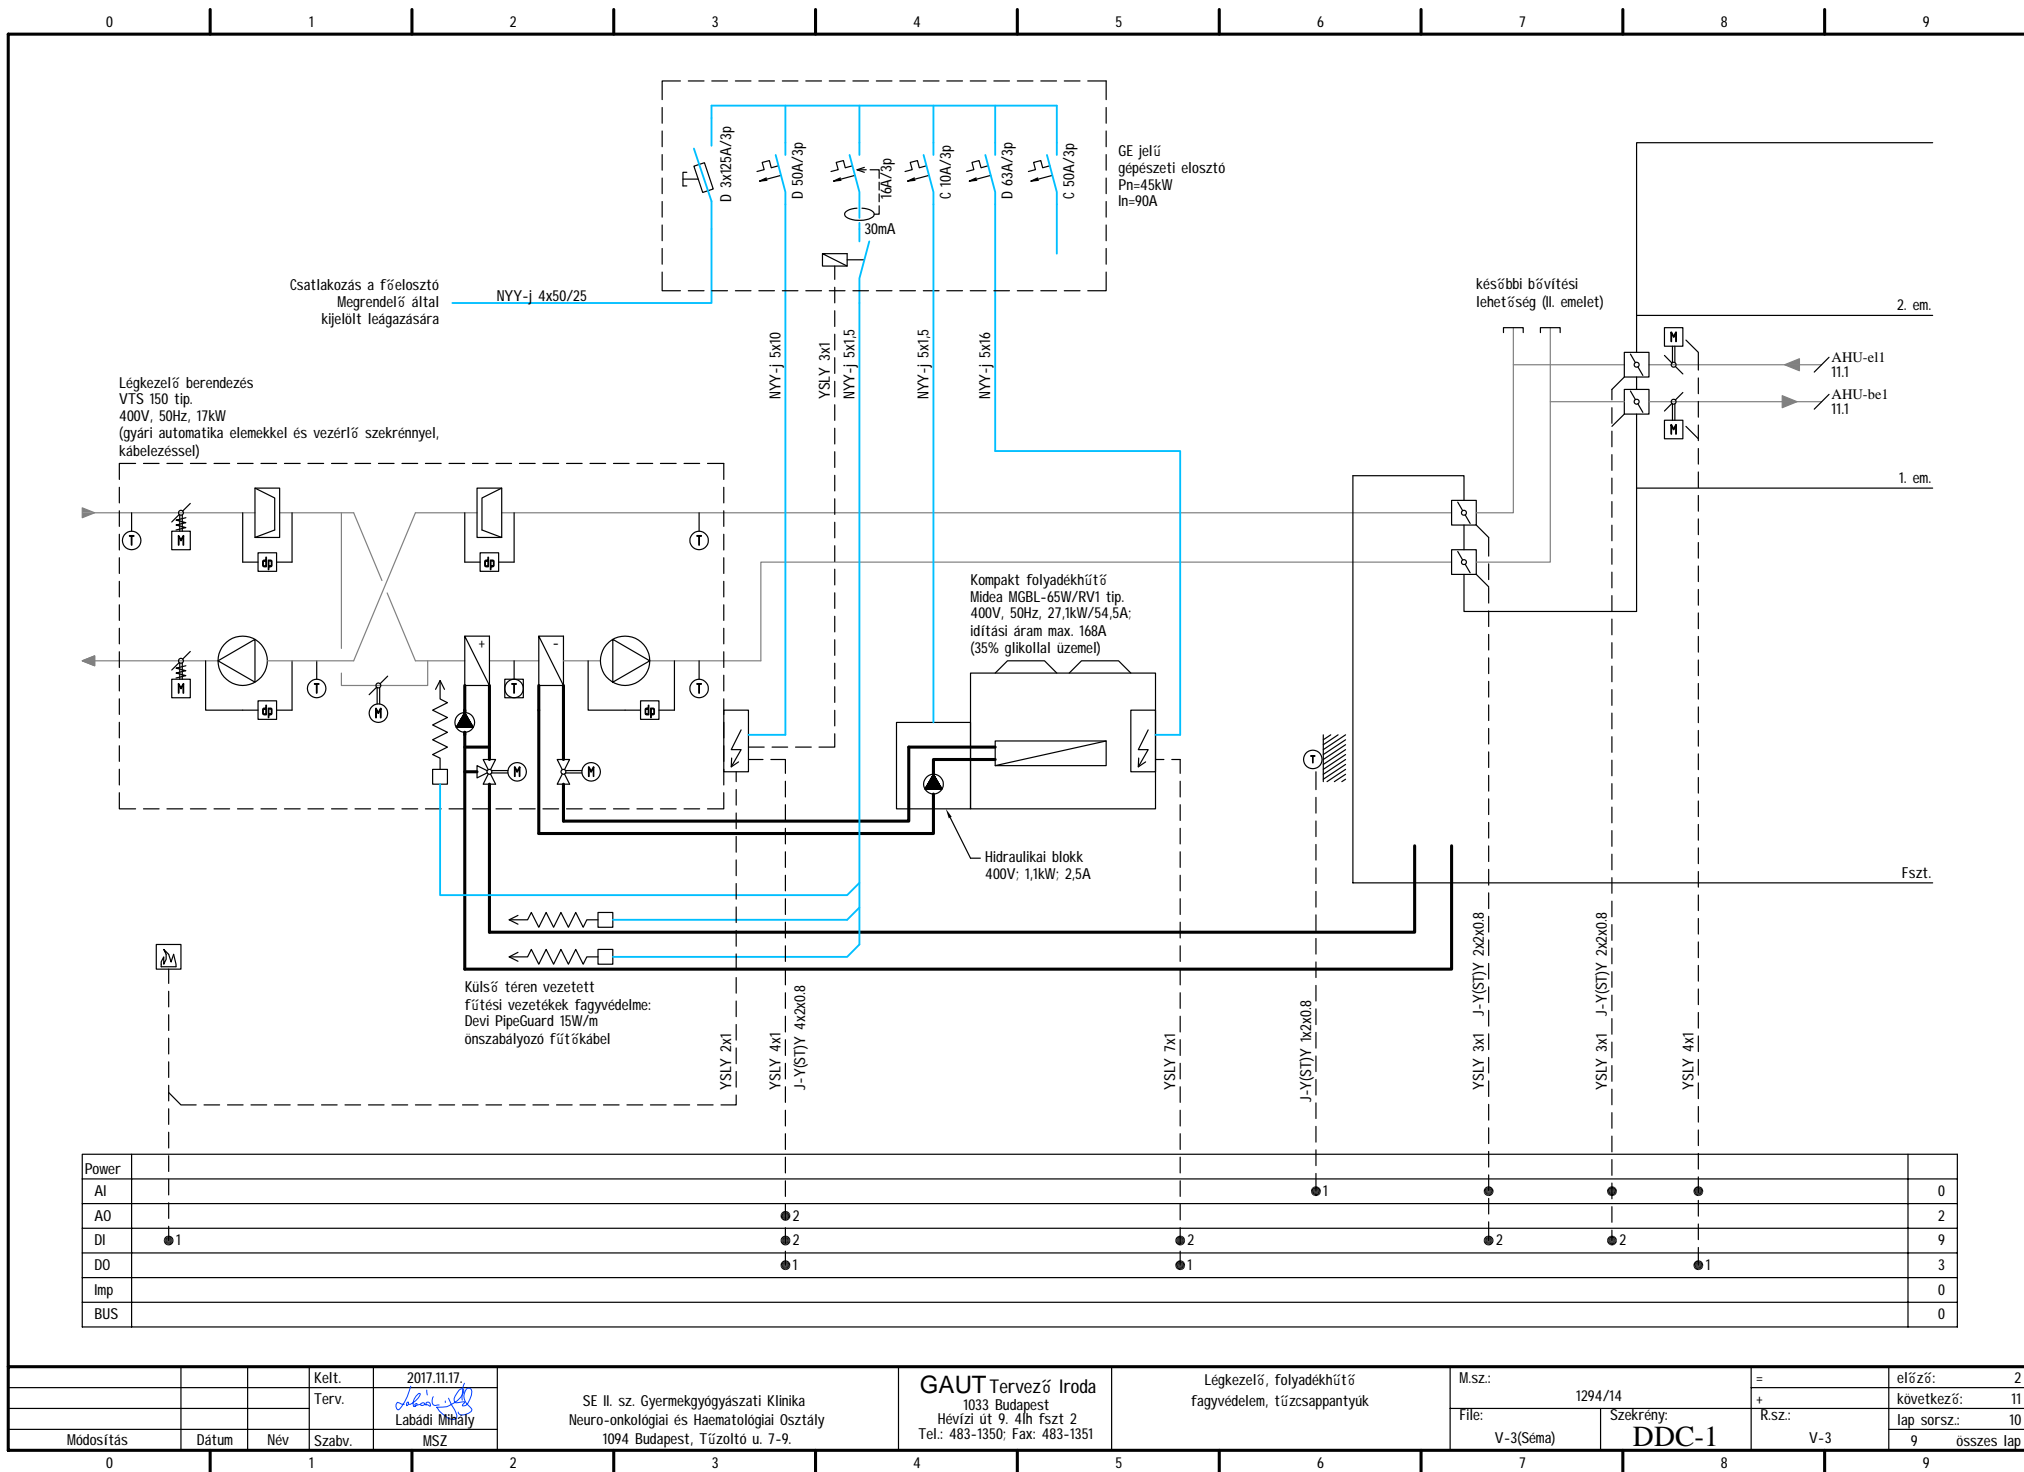 0 1 2 3 4 5 6 7 8 9
D 3x125A/3p
D 50A/3p
16A/3p
30mA
C 10A/3p
D 63A/3p
C 50A/3p
GE jelű
gépészeti elosztó
Pn=45kW
In=90A
Csatlakozás a főelosztó
Megrendelő által
kijelölt leágazására
NYY-j 4x50/25
NYY-j 5x10
YSLY 3x1
NYY-j 5x1,5
NYY-j 5x1,5
NYY-j 5x16
későbbi bővítési
lehetőség (II. emelet)
2. em.
M
AHU-el1
11.1
AHU-be1
11.1
M
1. em.
Légkezelő berendezés
VTS 150 tip.
400V, 50Hz, 17kW
(gyári automatika elemekkel és vezérlő szekrénnyel,
kábelezéssel)
T M T
dp dp
+ -
M T M T T
dp dp
M M
Kompakt folyadékhűtő
Midea MGBL-65W/RV1 tip.
400V, 50Hz, 27,1kW/54,5A;
idítási áram max. 168A
(35% glikollal üzemel)
T
Hidraulikai blokk
400V; 1,1kW; 2,5A
Fszt.
Külső téren vezetett
fűtési vezetékek fagyvédelme:
Devi PipeGuard 15W/m
önszabályozó fűtőkábel
YSLY 2x1
YSLY 4x1
J-Y(ST)Y 4x2x0.8
YSLY 7x1
J-Y(ST)Y 1x2x0.8
YSLY 3x1 J-Y(ST)Y 2x2x0.8
YSLY 3x1 J-Y(ST)Y 2x2x0.8
YSLY 4x1
Power
AI 1 0
AO 2 2
DI 1 2 2 2 2 9
DO 1 1 1 3
Imp 0
BUS 0
Kelt. 2017.11.17.
Terv.
Labádi Mihály
Módosítás Dátum Név Szabv. MSZ
SE II. sz. Gyermekgyógyászati Klinika
Neuro-onkológiai és Haematológiai Osztály
1094 Budapest, Tűzoltó u. 7-9.
GAUT Tervező Iroda
1033 Budapest
Hévízi út 9. 4lh fszt 2
Tel.: 483-1350; Fax: 483-1351
Légkezelő, folyadékhűtő
fagyvédelem, tűzcsappantyúk
M.sz.:
1294/14
File:
V-3(Séma)
Szekrény:
DDC-1
=
+
R.sz.:
V-3
előző: 2
következő: 11
lap sorsz.: 10
9 összes lap
0 1 2 3 4 5 6 7 8 9